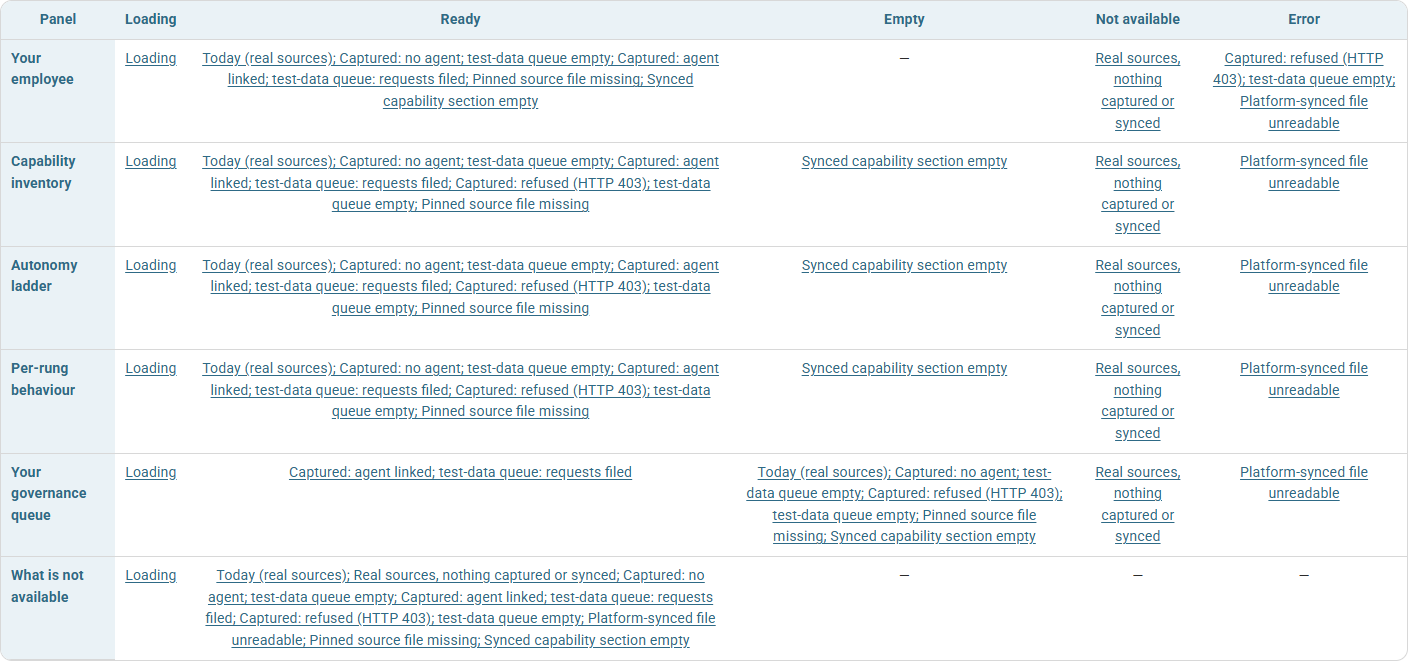 Panel Loading Ready Empty Not available Error
Your employee
Loading
Today (real sources); Captured: no agent; test-data queue empty; Captured: agent
linked; test-data queue: requests filed; Pinned source file missing; Synced
capability section empty
—
Real sources,
nothing
captured or
synced
Captured: refused (HTTP
403); test-data queue empty;
Platform-synced file
unreadable
Capability
inventory
Loading
Today (real sources); Captured: no agent; test-data queue empty; Captured: agent
linked; test-data queue: requests filed; Captured: refused (HTTP 403); test-data
queue empty; Pinned source file missing
Synced capability section empty
Real sources,
nothing
captured or
synced
Platform-synced file
unreadable
Autonomy
ladder
Loading
Today (real sources); Captured: no agent; test-data queue empty; Captured: agent
linked; test-data queue: requests filed; Captured: refused (HTTP 403); test-data
queue empty; Pinned source file missing
Synced capability section empty
Real sources,
nothing
captured or
synced
Platform-synced file
unreadable
Per-rung
behaviour
Loading
Today (real sources); Captured: no agent; test-data queue empty; Captured: agent
linked; test-data queue: requests filed; Captured: refused (HTTP 403); test-data
queue empty; Pinned source file missing
Synced capability section empty
Real sources,
nothing
captured or
synced
Platform-synced file
unreadable
Your
governance
queue
Loading
Captured: agent linked; test-data queue: requests filed
Today (real sources); Captured: no agent; test-
data queue empty; Captured: refused (HTTP 403);
test-data queue empty; Pinned source file
missing; Synced capability section empty
Real sources,
nothing
captured or
synced
Platform-synced file
unreadable
What is not
available
Loading
Today (real sources); Real sources, nothing captured or synced; Captured: no
agent; test-data queue empty; Captured: agent linked; test-data queue: requests
filed; Captured: refused (HTTP 403); test-data queue empty; Platform-synced file
unreadable; Pinned source file missing; Synced capability section empty
—
—
—